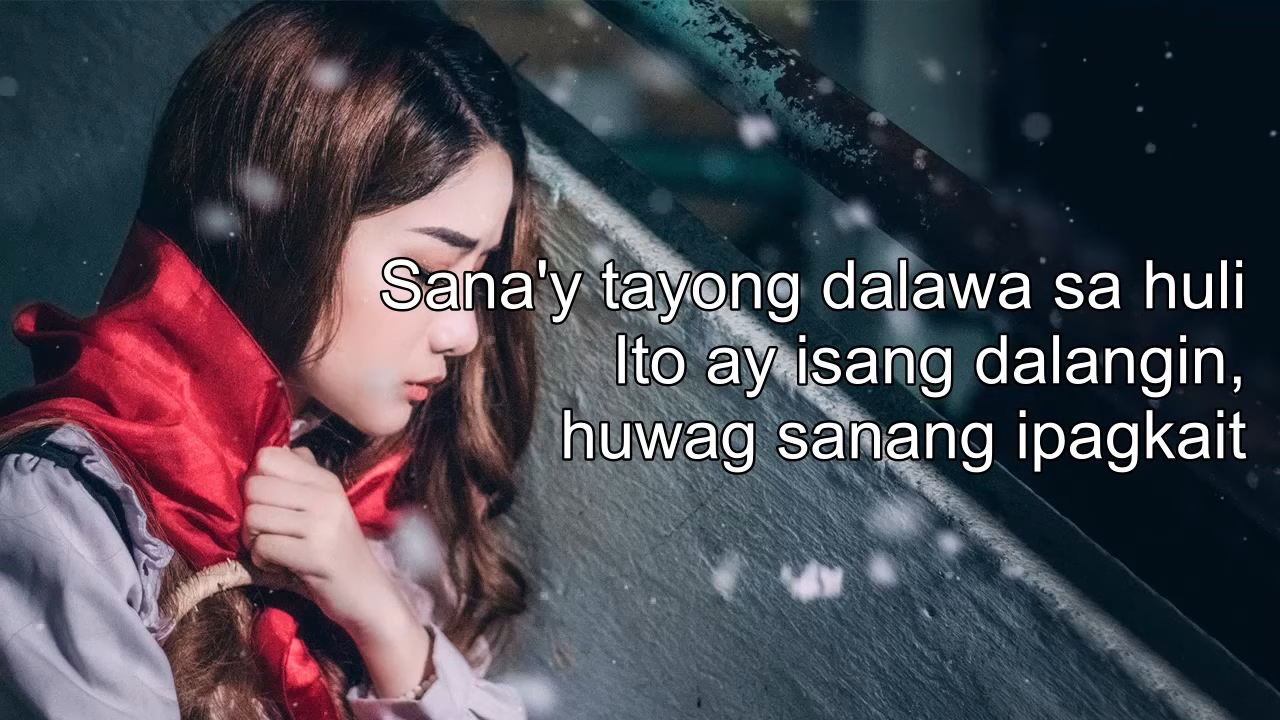 Sana'y tayong dalawa sa huli
Ito ay isang dalangin,
huwag sanang ipagkait